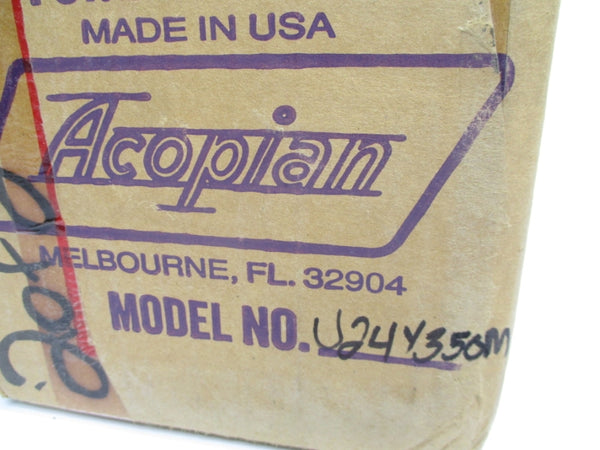 MADE IN USA
Acopian
MELBOURNE, FL. 32904
MODEL NO. U24Y350M